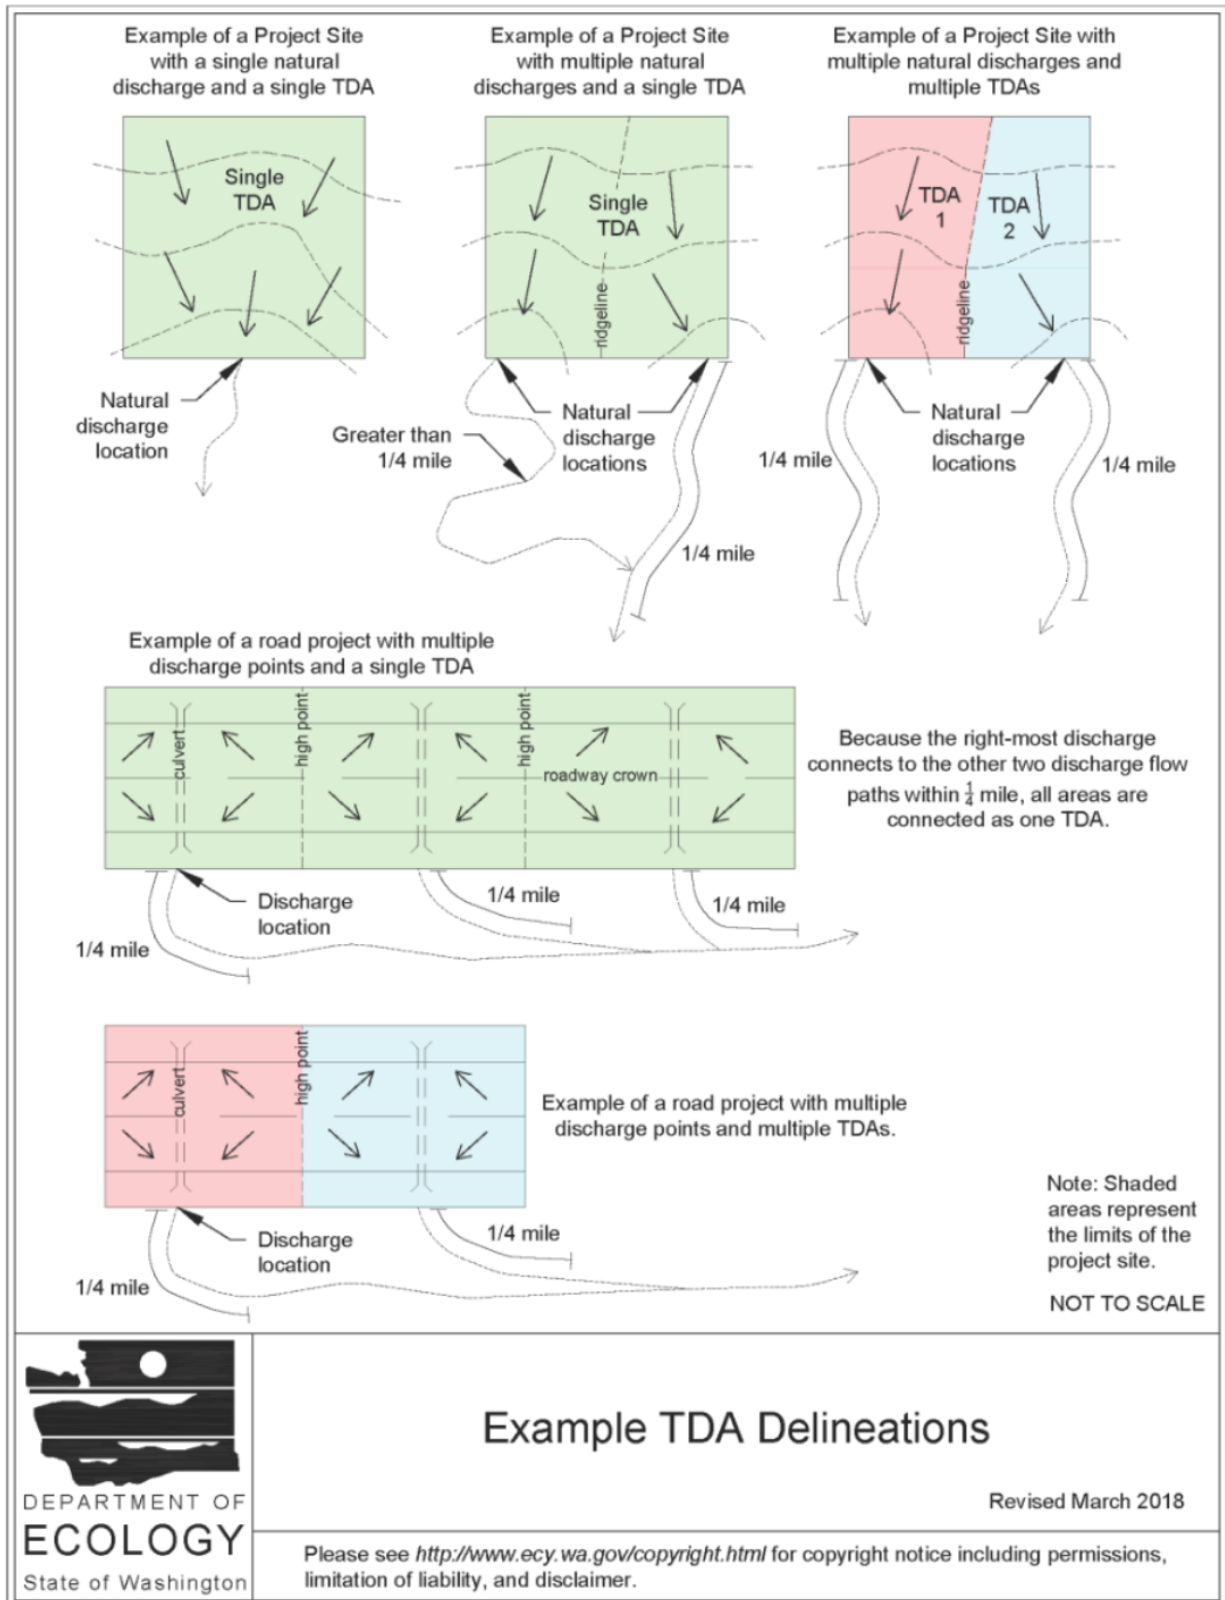 Example of a Project Site
with a single natural
discharge and a single TDA
Example of a Project Site
with multiple natural
discharges and a single TDA
Example of a Project Site with
multiple natural discharges and
multiple TDAs
Single
TDA
Single
TDA
ridgeline
TDA
1
TDA
2
ridgeline
Natural
discharge
location
Greater than
1/4 mile
Natural
discharge
locations
1/4 mile
1/4 mile
Natural
discharge
locations
1/4 mile
Example of a road project with multiple
discharge points and a single TDA
culvert
high point
high point
roadway crown
Because the right-most discharge
connects to the other two discharge flow
paths within 1/4 mile, all areas are
connected as one TDA.
1/4 mile
Discharge
location
1/4 mile
1/4 mile
culvert
high point
Example of a road project with multiple
discharge points and multiple TDAs.
1/4 mile
Discharge
location
1/4 mile
Note: Shaded
areas represent
the limits of the
project site.
NOT TO SCALE
DEPARTMENT OF
ECOLOGY
State of Washington
Example TDA Delineations
Revised March 2018
Please see http://www.ecy.wa.gov/copyright.html for copyright notice including permissions,
limitation of liability, and disclaimer.